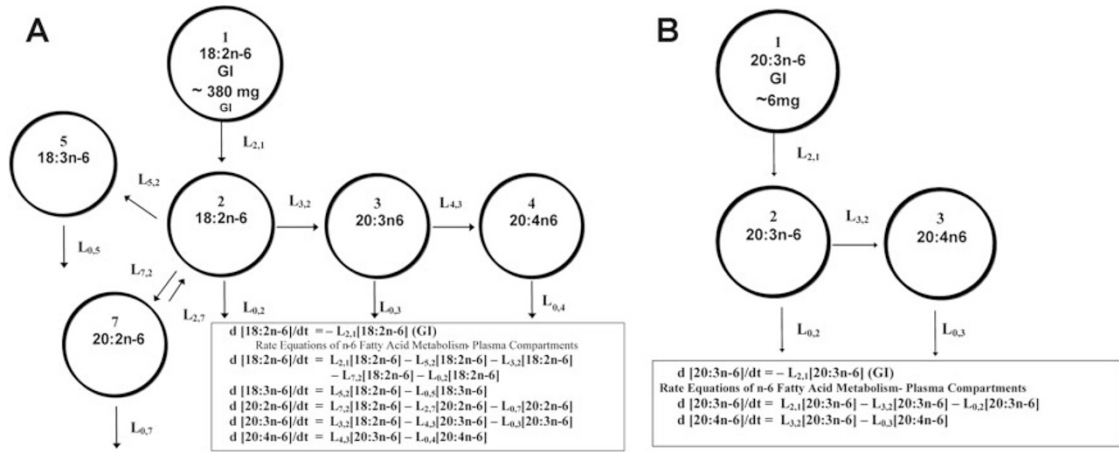 A
1
18:2n-6
GI
~ 380 mg
GI
L2,1
5
18:3n-6
L5,2
2
18:2n-6
L3,2
3
20:3n6
L4,3
4
20:4n6
L0,5
L7,2
L2,7
7
20:2n-6
L0,7
L0,2
L0,3
L0,4
d [18:2n-6]/dt = – L2,1[18:2n-6] (GI)
Rate Equations of n-6 Fatty Acid Metabolism- Plasma Compartments
d [18:2n-6]/dt = L2,1[18:2n-6] – L5,2[18:2n-6] – L3,2[18:2n-6]
– L7,2[18:2n-6] – L0,2[18:2n-6]
d [18:3n-6]/dt = L5,2[18:2n-6] – L0,5[18:3n-6]
d [20:2n-6]/dt = L7,2[18:2n-6] – L2,7[20:2n-6] – L0,7[20:2n-6]
d [20:3n-6]/dt = L3,2[18:2n-6] – L4,3[20:3n-6] – L0,3[20:3n-6]
d [20:4n-6]/dt = L4,3[20:3n-6] – L0,4[20:4n-6]
B
1
20:3n-6
GI
~6mg
L2,1
2
20:3n-6
L3,2
3
20:4n6
L0,2
L0,3
d [20:3n-6]/dt = – L2,1[20:3n-6] (GI)
Rate Equations of n-6 Fatty Acid Metabolism- Plasma Compartments
d [20:3n-6]/dt = L2,1[20:3n-6] – L3,2[20:3n-6] – L0,2[20:3n-6]
d [20:4n-6]/dt = L3,2[20:3n-6] – L0,3[20:4n-6]